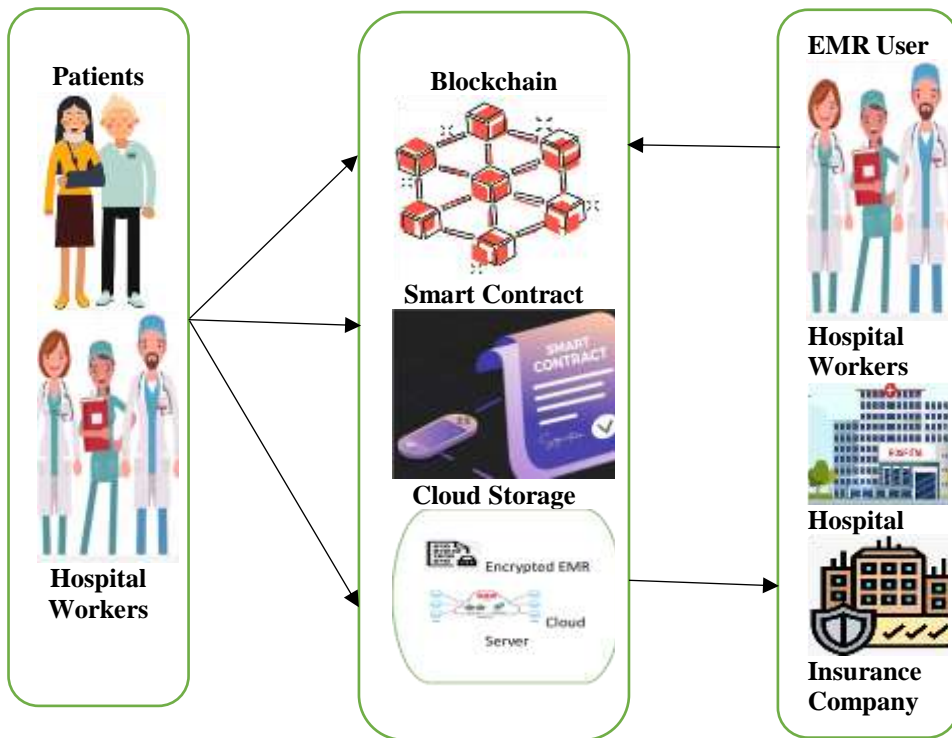 Patients
Hospital
Workers
Blockchain
Smart Contract
SMART
CONTRACT
Cloud Storage
Encrypted EMR
Cloud
Server
EMR User
Hospital
Workers
HOSPITAL
Hospital
Insurance
Company